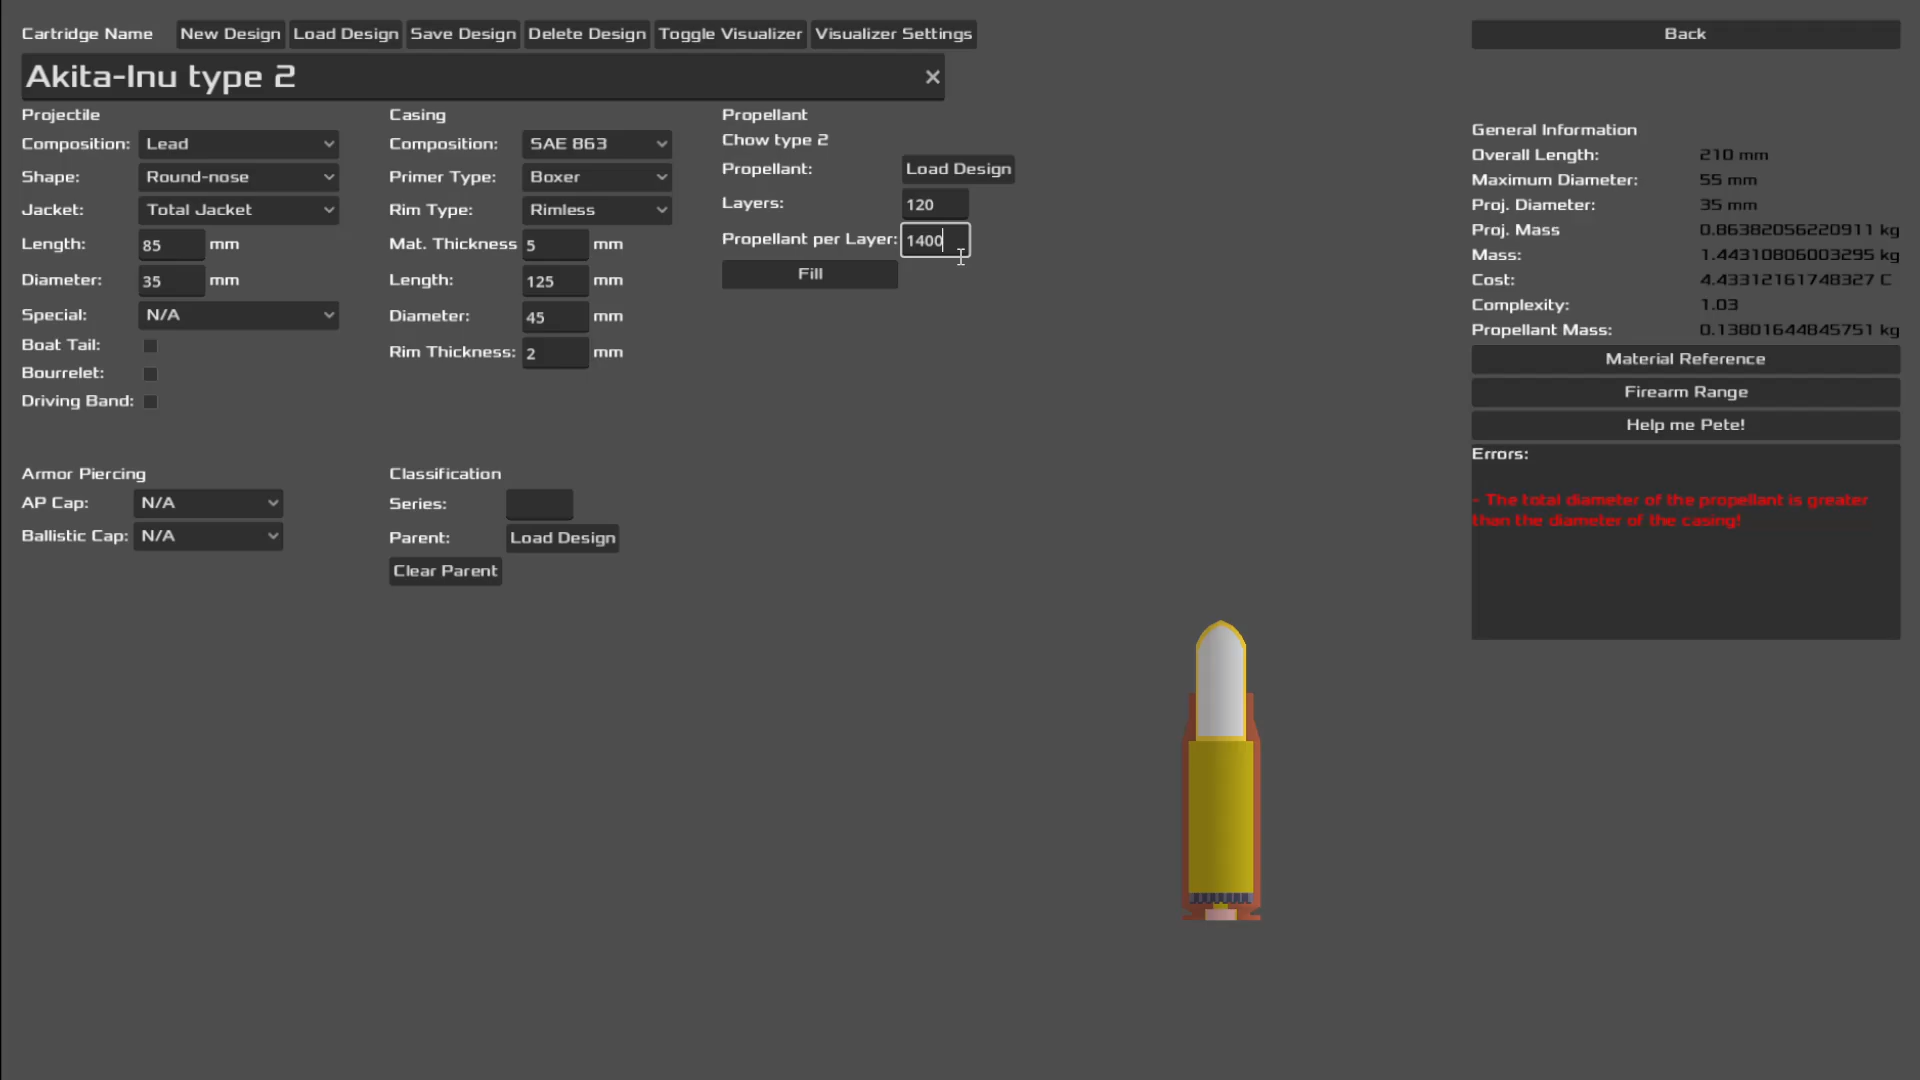 Cartridge Name
New Design
Load Design
Save Design
Delete Design
Toggle Visualizer
Visualizer Settings
Back
Akita-Inu type 2
×
Projectile
Composition: Lead
Shape: Round-nose
Jacket: Total Jacket
Length: 85 mm
Diameter: 35 mm
Special: N/A
Boat Tail:
Bourrelet:
Driving Band:
Casing
Composition: SAE 863
Primer Type: Boxer
Rim Type: Rimless
Mat. Thickness 5 mm
Length: 125 mm
Diameter: 45 mm
Rim Thickness: 2 mm
Propellant
Chow type 2
Propellant: Load Design
Layers: 120
Propellant per Layer: 1400
Fill
General Information
Overall Length: 210 mm
Maximum Diameter: 55 mm
Proj. Diameter: 35 mm
Proj. Mass 0.86382056220911 kg
Mass: 1.44310806003295 kg
Cost: 4.43312161748327 C
Complexity: 1.03
Propellant Mass: 0.13801644845751 kg
Material Reference
Firearm Range
Help me Pete!
Errors:
- The total diameter of the propellant is greater
than the diameter of the casing!
Armor Piercing
AP Cap: N/A
Ballistic Cap: N/A
Classification
Series:
Parent: Load Design
Clear Parent